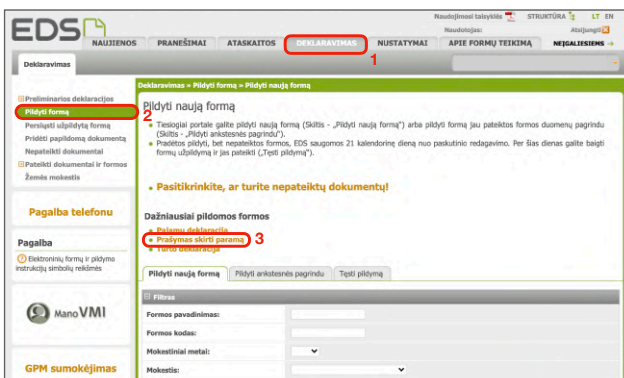 Naudojimosi taisyklės STRUKTŪRA LT EN
EDS
Naudotojas: Atsijungti
NAUJIENOS PRANEŠIMAI ATASKAITOS DEKLARAVIMAS NUSTATYMAI APIE FORMŲ TEIKIMĄ NEĮGALIESIEMS
1
Deklaravimas
Deklaravimas » Pildyti formą » Pildyti naują formą
Preliminarios deklaracijos
Pildyti formą 2
Persiųsti užpildytą formą
Pridėti papildomą dokumentą
Nepateikti dokumentai
Pateikti dokumentai ir formos
Žemės mokestis
Pildyti naują formą
Tiesiogiai portale galite pildyti naują formą (Skiltis - „Pildyti naują formą") arba pildyti formą jau pateiktos formos duomenų pagrindu
(Skiltis - „Pildyti ankstesnės pagrindu").
Pradėtos pildyti, bet nepateiktos formos, EDS saugomos 21 kalendorinę dieną nuo paskutinio redagavimo. Per šias dienas galite baigti
formų užpildymą ir jas pateikti („Tęsti pildymą").
Pasitikrinkite, ar turite nepateiktų dokumentų!
Pagalba telefonu
Dažniausiai pildomos formos
Pajamų deklaracija
Prašymas skirti paramą 3
Turto deklaracija
Pagalba
Elektroninių formų ir pildymo
instrukcijų simbolių reikšmės
Pildyti naują formą Pildyti ankstesnės pagrindu Tęsti pildymą
Filtras
Formos pavadinimas:
Formos kodas:
Mokestiniai metai:
Mokestis:
Mano VMI
GPM sumokėjimas